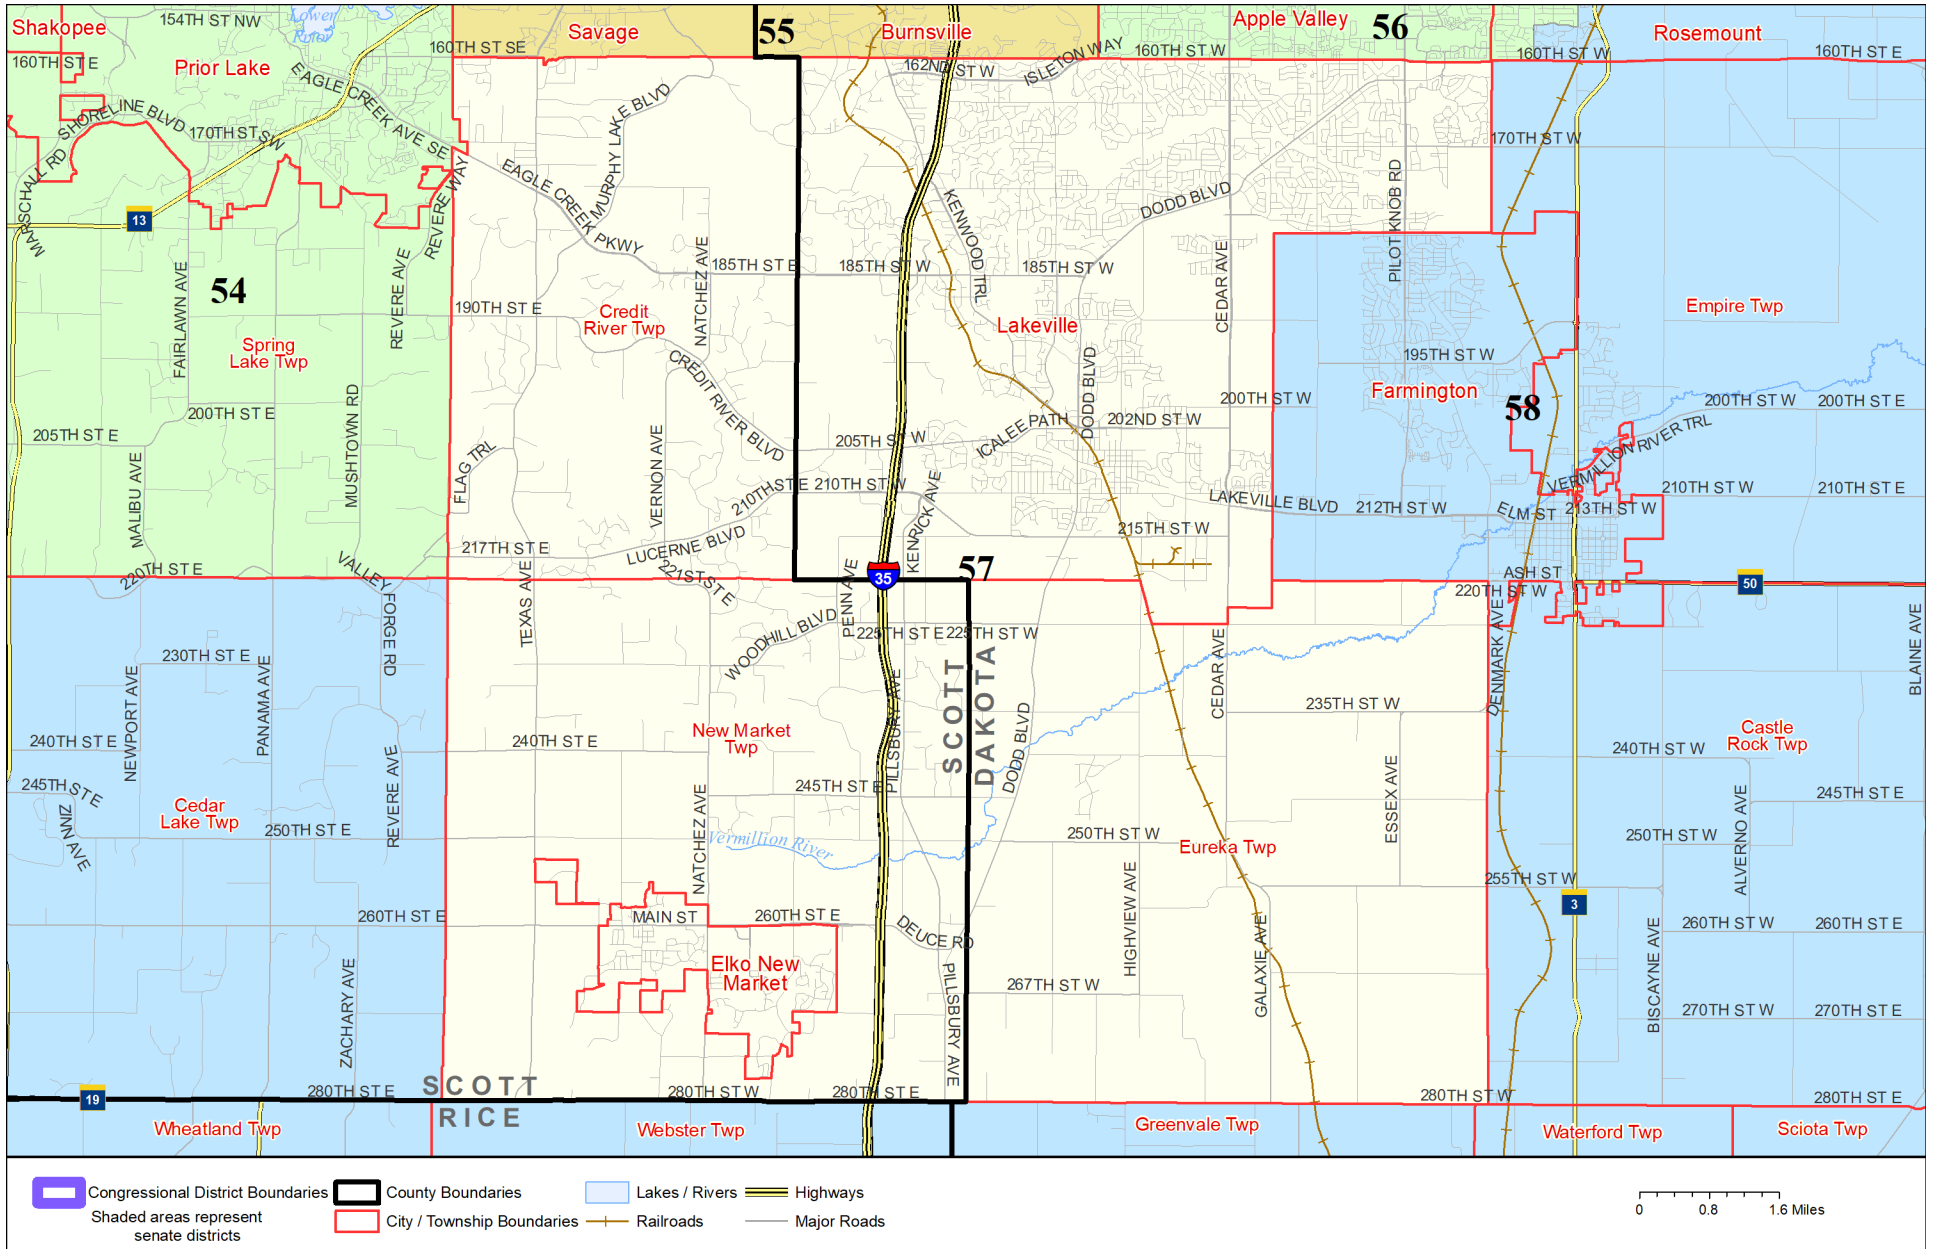 Shakopee
154TH ST NW
Lower
Prior
Savage
55
Burnsville
Apple Valley
56
Rosemount
160TH ST E
Prior Lake
160TH ST SE
162ND ST W
ISLETON WAY
160TH ST W
160TH ST W
160TH ST E
EAGLE CREEK AVE SE
SHORELINE BLVD
170TH ST SW
MURPHY LAKE BLVD
170TH ST W
MARSCHALL RD
13
REVERE WAY
EAGLE CREEK PKWY
KENWOOD TRL
DODD BLVD
PILOT KNOB RD
54
FAIRLAWN AVE
REVERE AVE
NATCHEZ AVE
185TH ST E
185TH ST W
185TH ST W
CEDAR AVE
190TH ST E
Credit
River Twp
Lakeville
Empire Twp
Spring
Lake Twp
CREDIT RIVER BLVD
DODD BLVD
195TH ST W
Farmington
58
200TH ST E
MUSHTOWN RD
200TH ST W
200TH ST W
200TH ST E
205TH ST E
FLAG TRL
VERNON AVE
205TH ST W
ICALEE PATH
202ND ST W
VERMILLION RIVER TRL
MALIBU AVE
210TH ST E
210TH ST W
KENRICK AVE
LAKEVILLE BLVD
212TH ST W
ELM ST
213TH ST W
210TH ST W
210TH ST E
217TH ST E
LUCERNE BLVD
215TH ST W
220TH ST E
VALLEY FORGE RD
TEXAS AVE
221ST ST E
PENN AVE
35
57
ASH ST
220TH ST W
50
WOODHILL BLVD
225TH ST E
225TH ST W
DENMARK AVE
BLAINE AVE
230TH ST E
NEWPORT AVE
PANAMA AVE
PILLSBURY AVE
SCOTT
DAKOTA
DODD BLVD
CEDAR AVE
235TH ST W
240TH ST E
REVERE AVE
240TH ST E
New Market
Twp
Castle
Rock Twp
240TH ST W
245TH ST E
ZINNIZ AVE
Cedar
Lake Twp
245TH ST E
NATCHEZ AVE
ESSEX AVE
ALVERNO AVE
245TH ST E
250TH ST E
Vermillion River
250TH ST W
Eureka Twp
250TH ST W
HIGHVIEW AVE
255TH ST W
3
260TH ST E
MAIN ST
260TH ST E
DEUCE RD
GALAXIE AVE
BISCAYNE AVE
260TH ST W
260TH ST E
ZACHARY AVE
Elko New
Market
PILLSBURY AVE
267TH ST W
270TH ST W
270TH ST E
19
280TH ST E
SCOTT
RICE
280TH ST W
280TH ST E
280TH ST W
280TH ST E
Wheatland Twp
Webster Twp
Greenvale Twp
Waterford Twp
Sciota Twp
Congressional District Boundaries
County Boundaries
Lakes / Rivers
Highways
Shaded areas represent
senate districts
City / Township Boundaries
Railroads
Major Roads
0 0.8 1.6 Miles